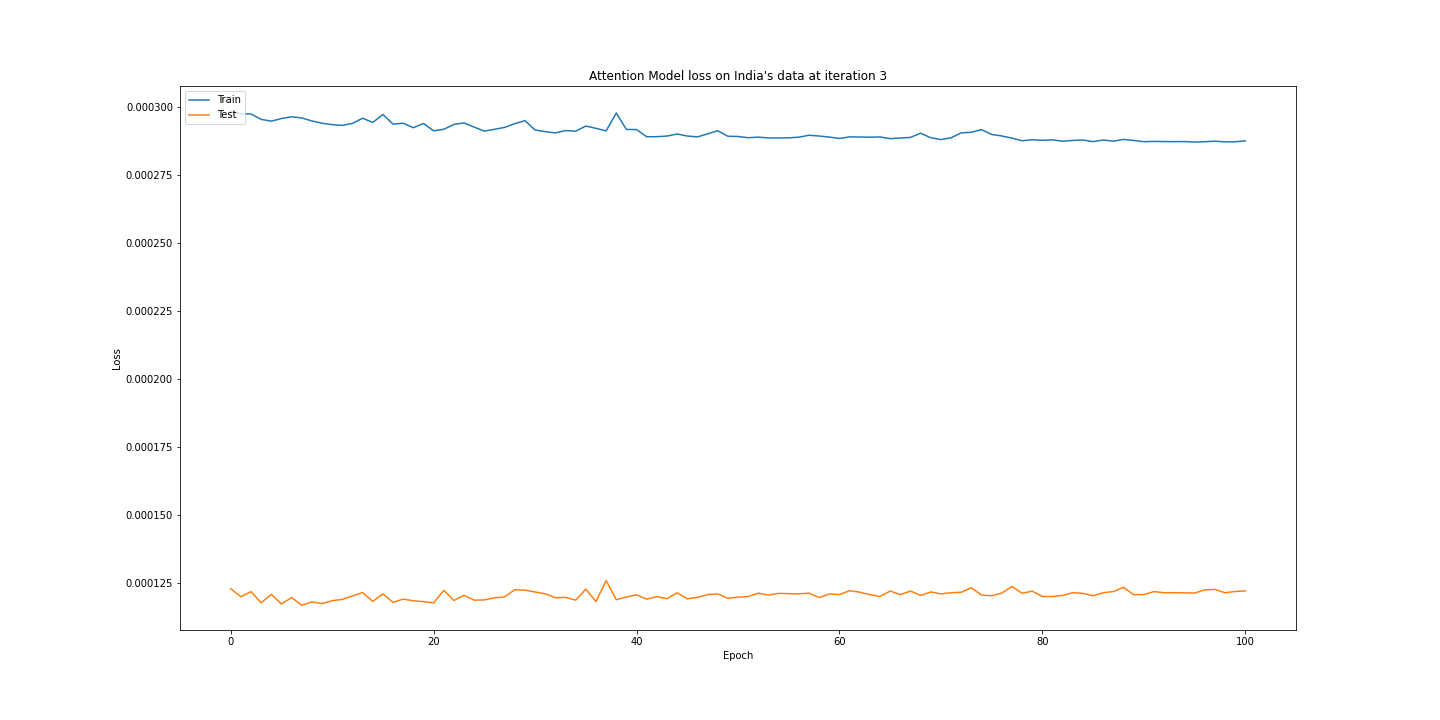 Attention Model loss on India's data at iteration 3
Train
Test
0.000300
0.000275
0.000250
0.000225
0.000200
0.000175
0.000150
0.000125
Loss
0 20 40 60 80 100
Epoch